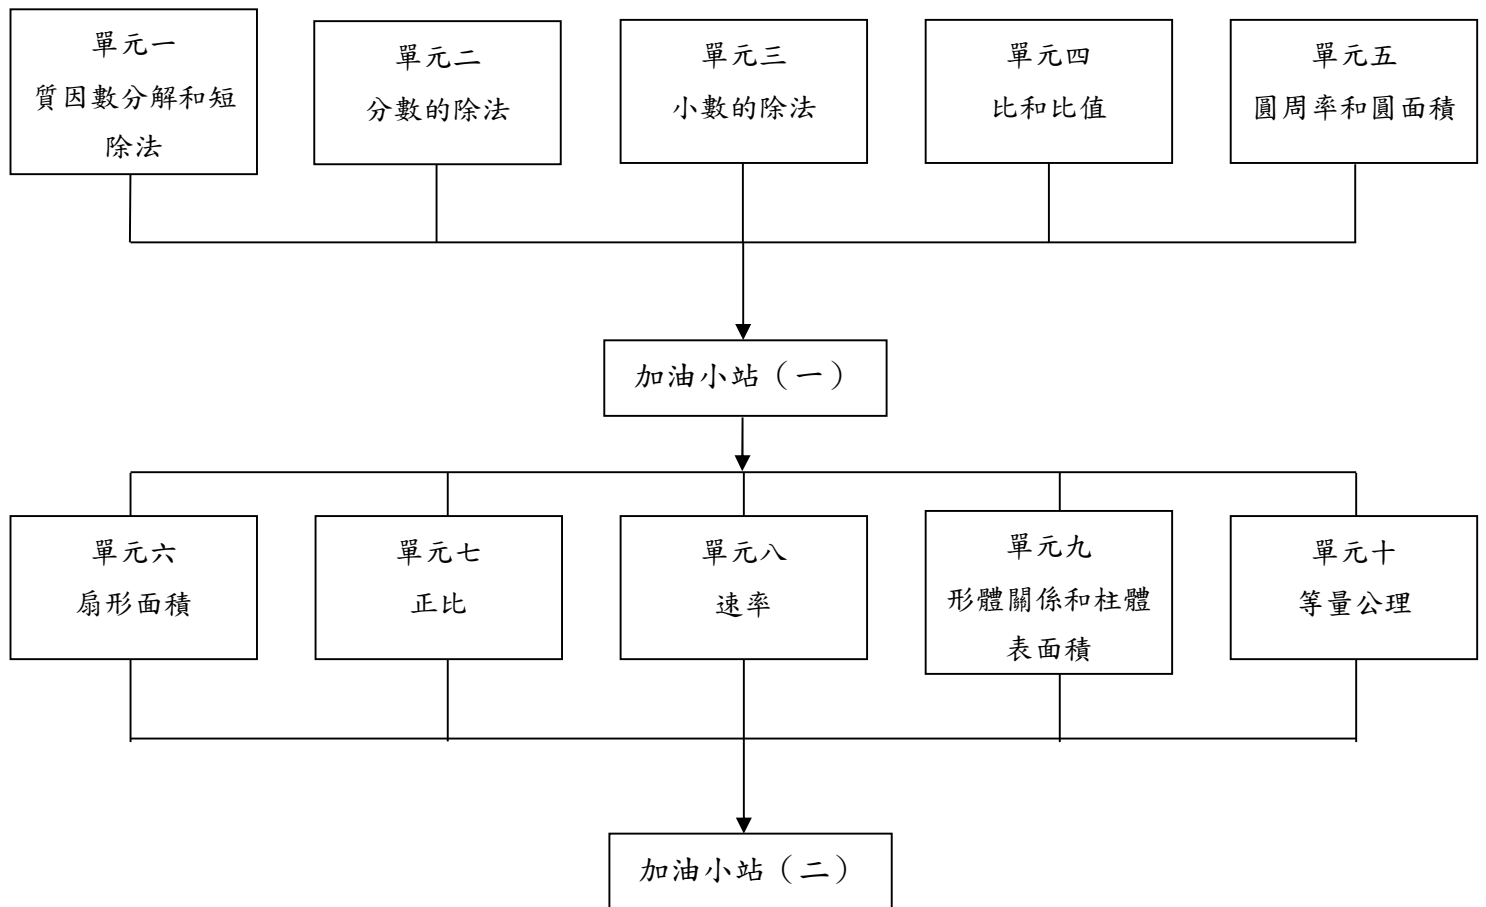 單元一
質因數分解和短
除法
單元二
分數的除法
單元三
小數的除法
單元四
比和比值
單元五
圓周率和圓面積
加油小站（一）
單元六
扇形面積
單元七
正比
單元八
速率
單元九
形體關係和柱體
表面積
單元十
等量公理
加油小站（二）